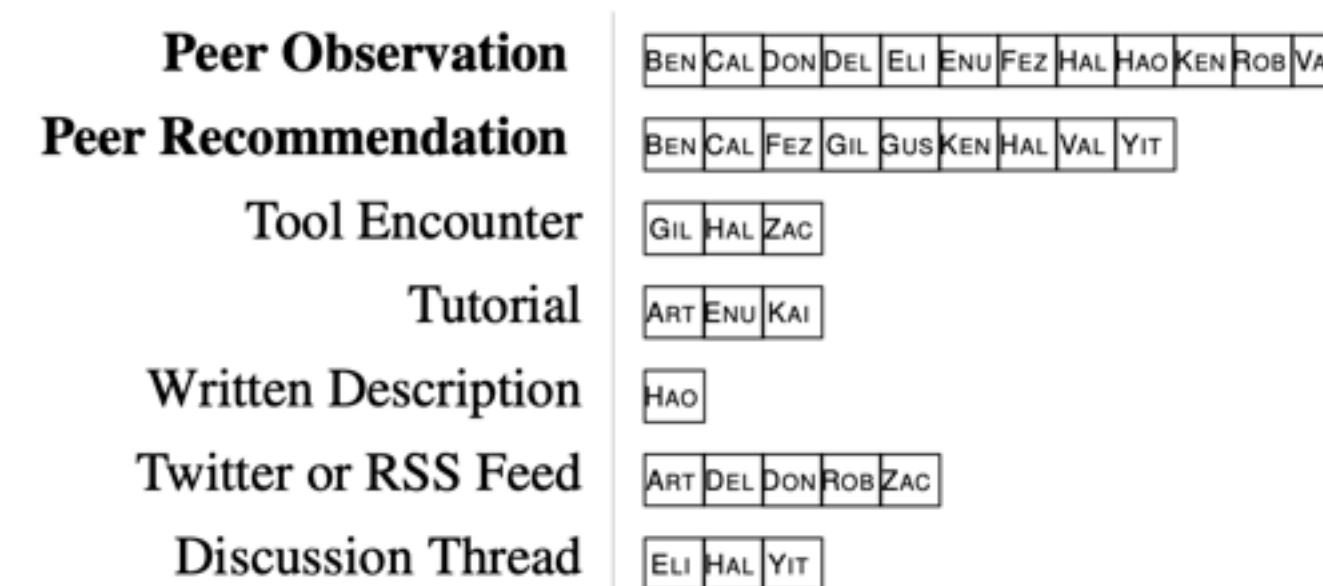 Peer Observation BEN CAL DON DEL ELI ENU FEZ HAL HAO KEN ROB
Peer Recommendation BEN CAL FEZ GIL GUS KEN HAL VAL YIT
Tool Encounter GIL HAL ZAC
Tutorial ART ENU KAI
Written Description HAO
Twitter or RSS Feed ART DEL DON ROB ZAC
Discussion Thread ELI HAL YIT